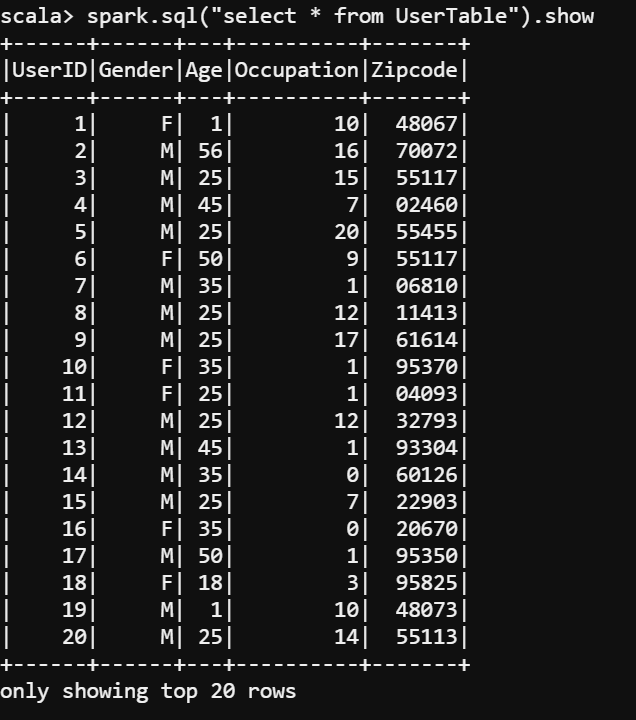 scala> spark.sql("select * from UserTable").show
+------+------+---+----------+-------+
|UserID|Gender|Age|Occupation|Zipcode|
+------+------+---+----------+-------+
|     1|     F|  1|        10|  48067|
|     2|     M| 56|        16|  70072|
|     3|     M| 25|        15|  55117|
|     4|     M| 45|         7|  02460|
|     5|     M| 25|        20|  55455|
|     6|     F| 50|         9|  55117|
|     7|     M| 35|         1|  06810|
|     8|     M| 25|        12|  11413|
|     9|     M| 25|        17|  61614|
|    10|     F| 35|         1|  95370|
|    11|     F| 25|         1|  04093|
|    12|     M| 25|        12|  32793|
|    13|     M| 45|         1|  93304|
|    14|     M| 35|         0|  60126|
|    15|     M| 25|         7|  22903|
|    16|     F| 35|         0|  20670|
|    17|     M| 50|         1|  95350|
|    18|     F| 18|         3|  95825|
|    19|     M|  1|        10|  48073|
|    20|     M| 25|        14|  55113|
+------+------+---+----------+-------+
only showing top 20 rows